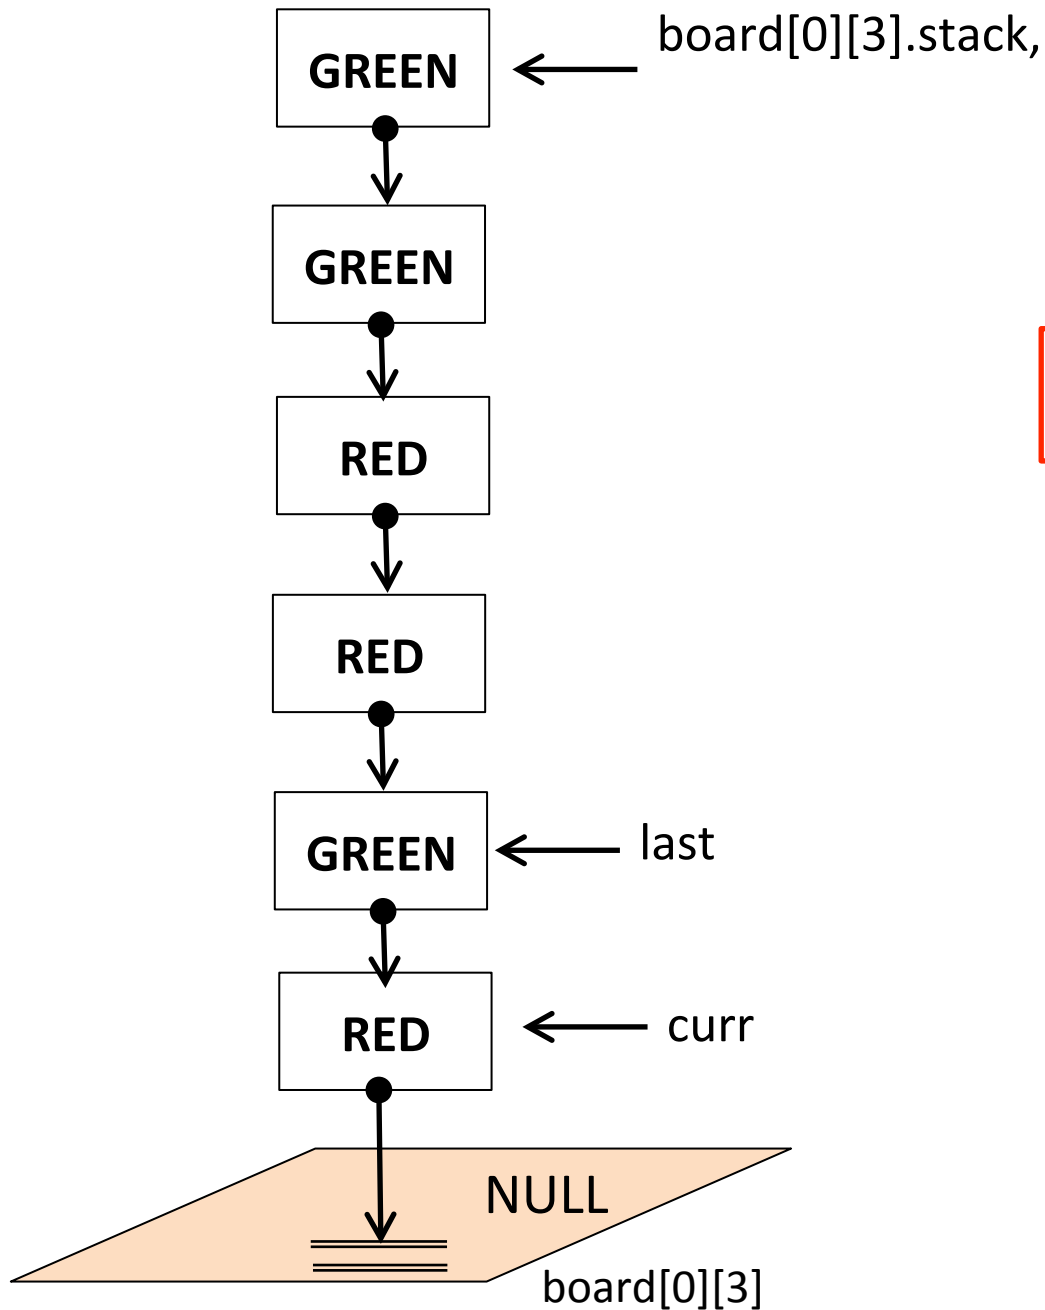 board[0][3].stack,
GREEN
GREEN
RED
RED
GREEN
last
RED
curr
NULL
board[0][3]